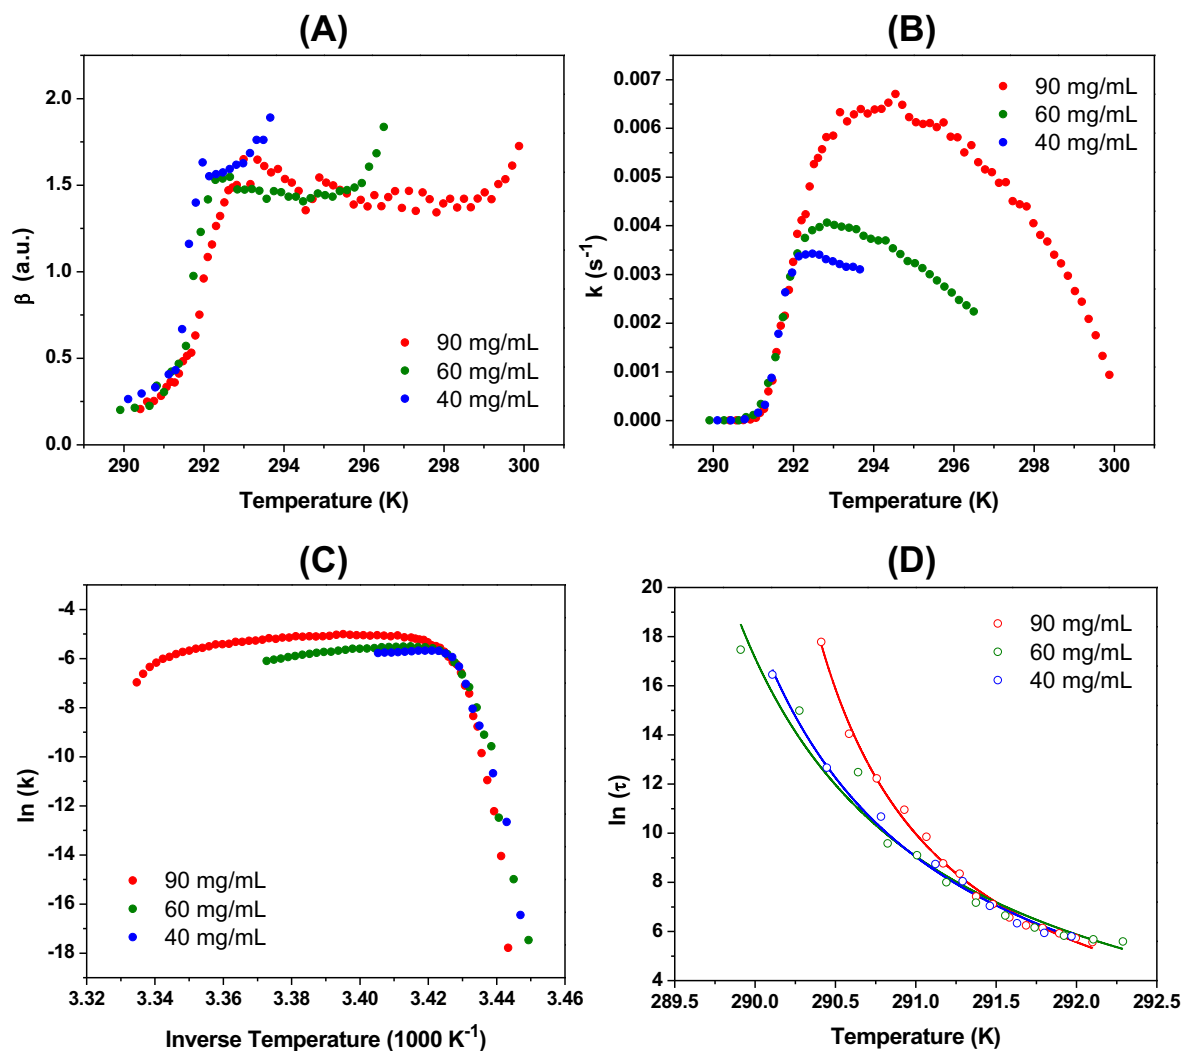 (A)
2.0
1.5
1.0
0.5
0.0
β (a.u.)
90 mg/mL
60 mg/mL
40 mg/mL
290 292 294 296 298 300
Temperature (K)
(B)
0.007
0.006
0.005
0.004
0.003
0.002
0.001
0.000
k (s⁻¹)
90 mg/mL
60 mg/mL
40 mg/mL
290 292 294 296 298 300
Temperature (K)
(C)
-4
-6
-8
-10
-12
-14
-16
-18
ln (k)
90 mg/mL
60 mg/mL
40 mg/mL
3.32 3.34 3.36 3.38 3.40 3.42 3.44 3.46
Inverse Temperature (1000 K⁻¹)
(D)
20
18
16
14
12
10
8
6
4
ln (τ)
90 mg/mL
60 mg/mL
40 mg/mL
289.5 290.0 290.5 291.0 291.5 292.0 292.5
Temperature (K)